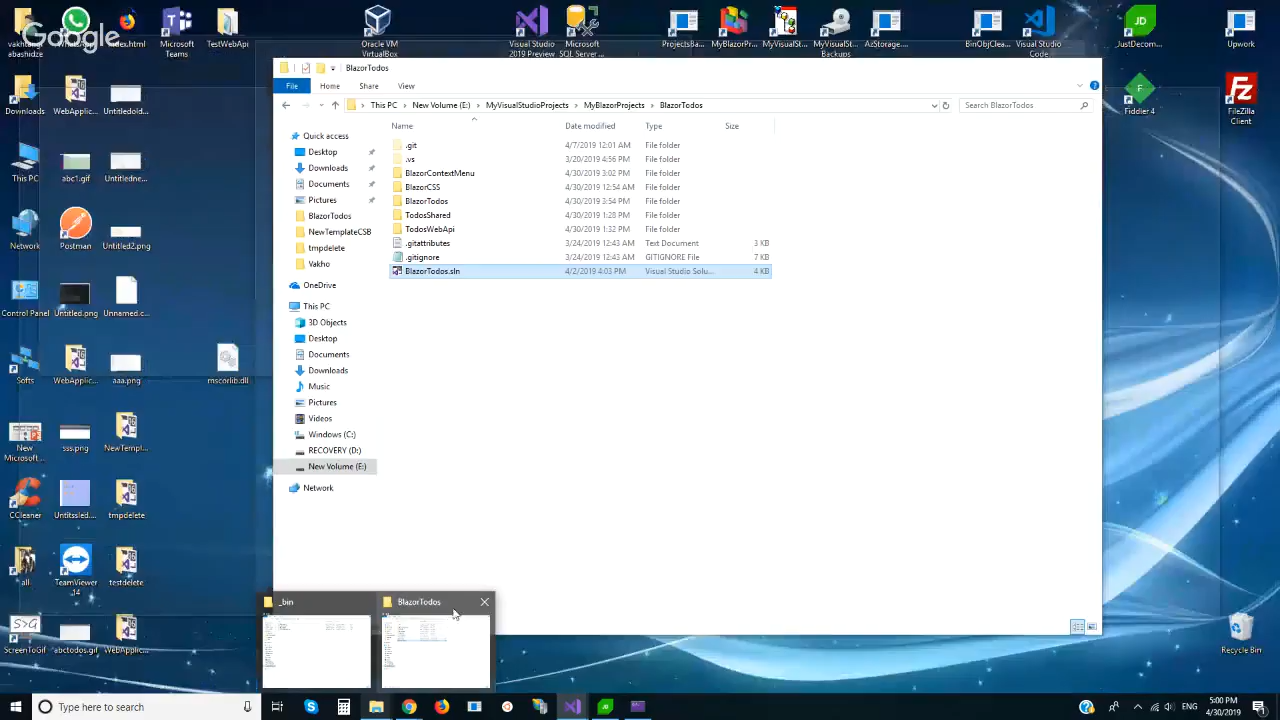 Google
vakhtang
abashidze
WhatsApp
index.html
Microsoft
Teams
TestWebApi
Oracle VM
VirtualBox
Visual Studio
2019 Preview
Microsoft
SQL Server...
ProjectsBa...
MyBlazorPr...
MyVisualSt...
MyVisualSt...
Backups
AzStorage...
BinObjClea...
Visual Studio
Code
JustDecom...
Upwork
BlazorTodos
File
Home
Share
View
This PC
New Volume (E:)
MyVisualStudioProjects
MyBlazorProjects
BlazorTodos
Search BlazorTodos
Downloads
WebApplic...
Untitledold...
Fiddler 4
FileZilla
Client
Name
Date modified
Type
Size
Quick access
Desktop
Downloads
Documents
Pictures
BlazorTodos
NewTemplateCSB
tmpdelete
Vakho
OneDrive
This PC
3D Objects
Desktop
Documents
Downloads
Music
Pictures
Videos
Windows (C:)
RECOVERY (D:)
New Volume (E:)
Network
.git 4/7/2019 12:01 AM File folder
.vs 3/20/2019 4:56 PM File folder
BlazorContextMenu 4/30/2019 3:02 PM File folder
BlazorCSS 4/30/2019 12:54 AM File folder
BlazorTodos 4/30/2019 3:54 PM File folder
TodosShared 4/30/2019 1:28 PM File folder
TodosWebApi 4/30/2019 1:32 PM File folder
.gitattributes 3/24/2019 12:43 AM Text Document 3 KB
.gitignore 3/24/2019 12:43 AM GITIGNORE File 7 KB
BlazorTodos.sln 4/2/2019 4:03 PM Visual Studio Solu... 4 KB
This PC
abc1.gif
Untitledne...
Network
Postman
Untitled2.png
Control Panel
Untitled.png
Unnamed.c...
Softs
WebApplic...
aaa.png
mscorlib.dll
New
Microsoft...
sss.png
NewTempl...
CCleaner
Untitssled....
tmpdelete
all
TeamViewer
14
testdelete
abctodos.gif
WebApplic...
Recycle Bin
_bin
BlazorTodos
Type here to search
5:00 PM
4/30/2019